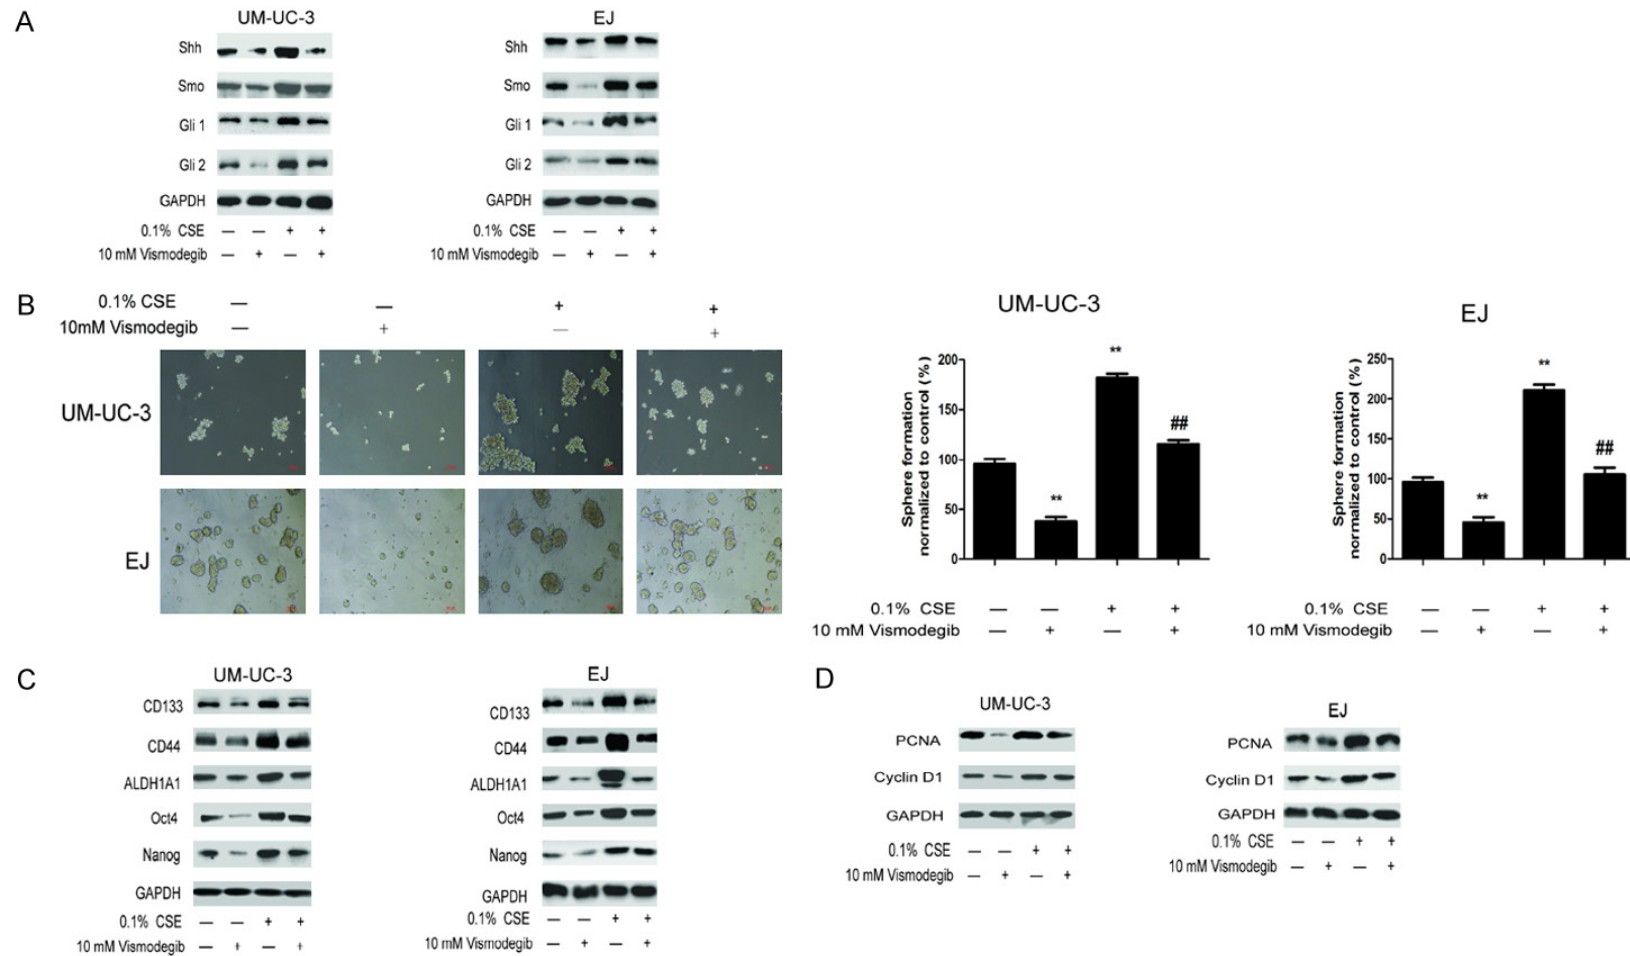 A
UM-UC-3
EJ
Shh
Shh
Smo
Smo
Gli 1
Gli 1
Gli 2
Gli 2
GAPDH
GAPDH
0.1% CSE — — + +
0.1% CSE — — + +
10 mM Vismodegib — + — +
10 mM Vismodegib — + — +
B
0.1% CSE — — + +
10mM Vismodegib — + — +
UM-UC-3
EJ
UM-UC-3
Sphere formation
normalized to control (%)
200
150
100
50
0
**
**
##
0.1% CSE — — + +
10 mM Vismodegib — + — +
EJ
Sphere formation
normalized to control (%)
250
200
150
100
50
0
**
**
##
0.1% CSE — — + +
10 mM Vismodegib — + — +
C
UM-UC-3
EJ
CD133
CD133
CD44
CD44
ALDH1A1
ALDH1A1
Oct4
Oct4
Nanog
Nanog
GAPDH
GAPDH
0.1% CSE — — + +
0.1% CSE — — + +
10 mM Vismodegib — + — +
10 mM Vismodegib — + — +
D
UM-UC-3
EJ
PCNA
PCNA
Cyclin D1
Cyclin D1
GAPDH
GAPDH
0.1% CSE — — + +
0.1% CSE — — + +
10 mM Vismodegib — + — +
10 mM Vismodegib — + — +